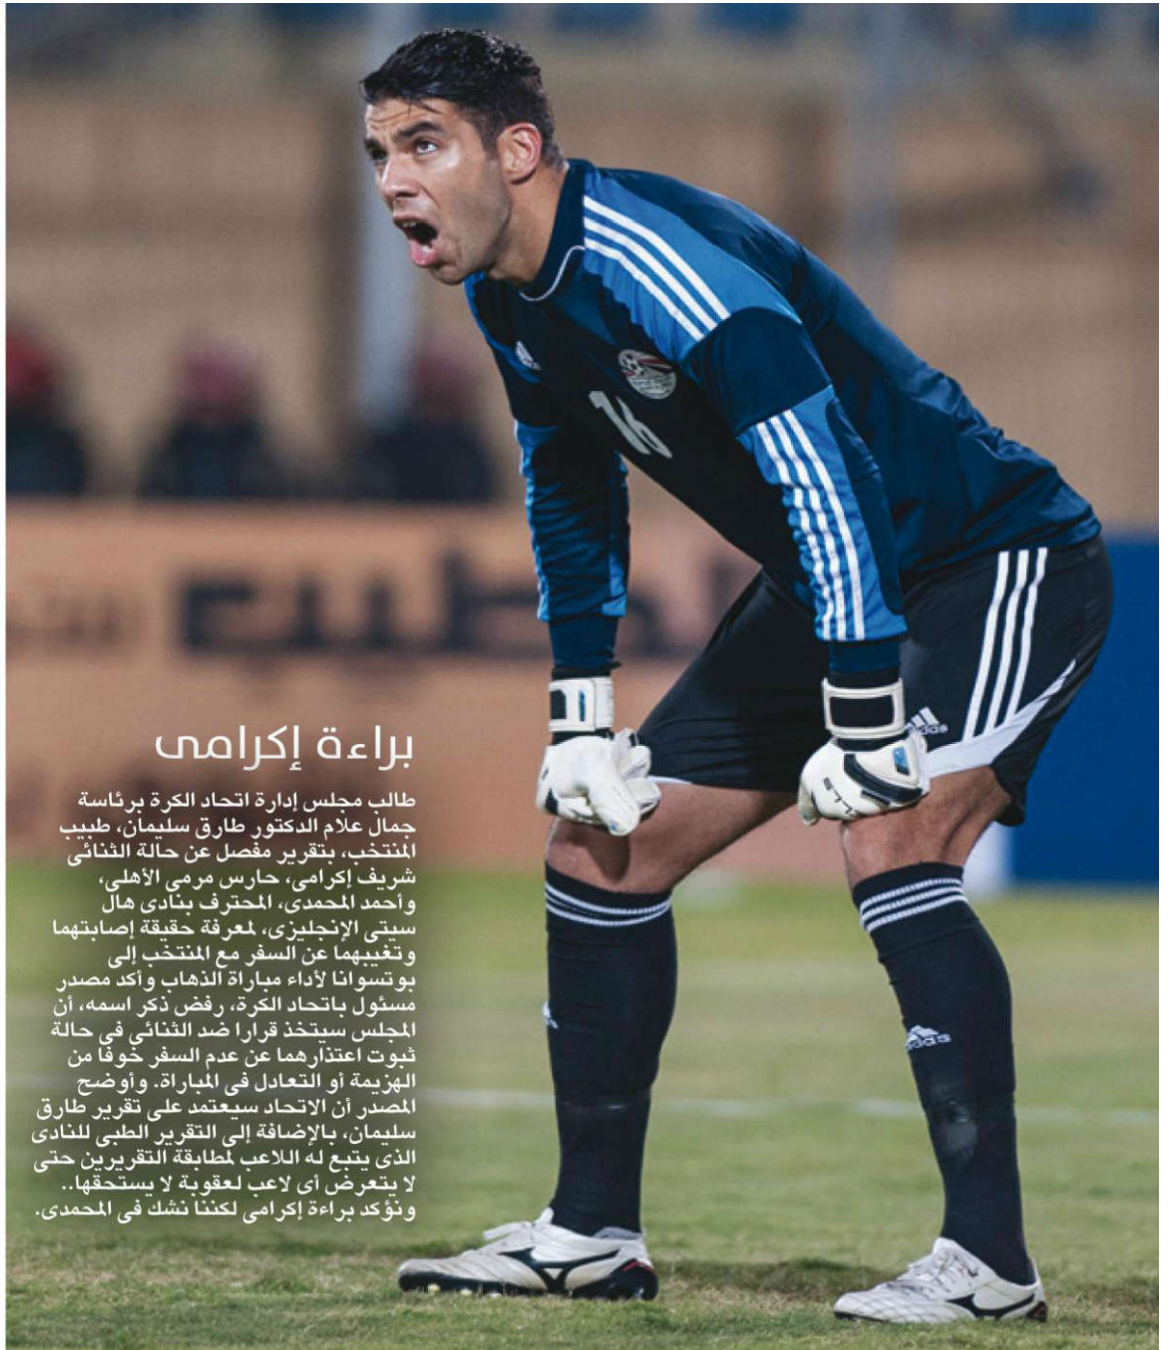 براءة إكرامى
طالب مجلس إدارة اتحاد الكرة برئاسة
جمال علام الدكتور طارق سليمان، طبيب
المنتخب، بتقرير مفصل عن حالة الثنائى
شريف إكرامى، حارس مرمى الأهلى،
وأحمد المحمدى، المحترف بنادى هال
سيتى الإنجليزى، لمعرفة حقيقة إصابتهما
وتغيبهما عن السفر مع المنتخب إلى
بوتسوانا لأداء مباراة الذهاب وأكد مصدر
مسئول باتحاد الكرة، رفض ذكر اسمه، أن
المجلس سيتخذ قرارا ضد الثنائى فى حالة
ثبوت اعتذارهما عن عدم السفر خوفا من
الهزيمة أو التعادل فى المباراة. وأوضح
المصدر أن الاتحاد سيعتمد على تقرير طارق
سليمان، بالإضافة إلى التقرير الطبى للنادى
الذى يتبع له اللاعب لمطابقة التقريرين حتى
لا يتعرض أى لاعب لعقوبة لا يستحقها..
ونؤكد براءة إكرامى لكننا نشك فى المحمدى.
16
adidas
adidas